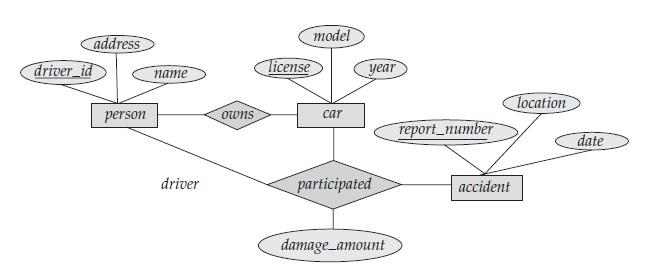 model
address
license
year
driver_id
name
location
person
owns
car
report_number
date
driver
participated
accident
damage_amount